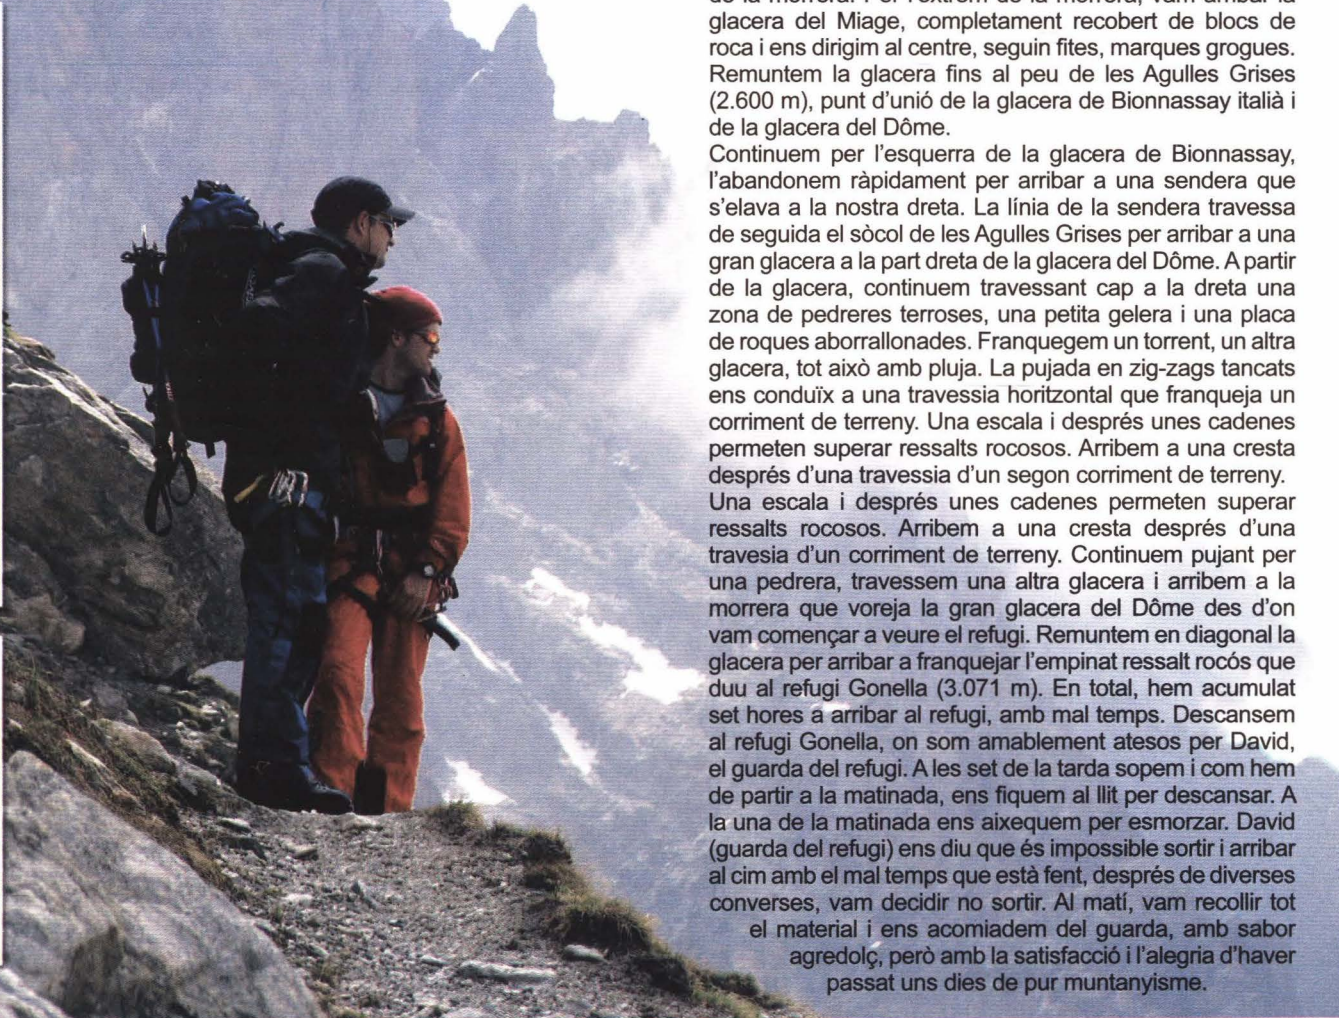 glacera del Miage, completament recobert de blocs de
roca i ens dirigim al centre, seguin fites, marques grogues.
Remuntem la glacera fins al peu de les Agulles Grises
(2.600 m), punt d'unió de la glacera de Bionnassay italià i
de la glacera del Dôme.
Continuem per l'esquerra de la glacera de Bionnassay,
l'abandonem ràpidament per arribar a una sendera que
s'elava a la nostra dreta. La línia de la sendera travessa
de seguida el sòcol de les Agulles Grises per arribar a una
gran glacera a la part dreta de la glacera del Dôme. A partir
de la glacera, continuem travessant cap a la dreta una
zona de pedreres terroses, una petita gelera i una placa
de roques aborrallonades. Franquegem un torrent, un altra
glacera, tot això amb pluja. La pujada en zig-zags tancats
ens conduïx a una travessia horitzontal que franqueja un
corriment de terreny. Una escala i després unes cadenes
permeten superar ressalts rocosos. Arribem a una cresta
després d'una travessia d'un segon corriment de terreny.
Una escala i després unes cadenes permeten superar
ressalts rocosos. Arribem a una cresta després d'una
travesia d'un corriment de terreny. Continuem pujant per
una pedrera, travessem una altra glacera i arribem a la
morrera que voreja la gran glacera del Dôme des d'on
vam començar a veure el refugi. Remuntem en diagonal la
glacera per arribar a franquejar l'empinat ressalt rocós que
duu al refugi Gonella (3.071 m). En total, hem acumulat
set hores a arribar al refugi, amb mal temps. Descansem
al refugi Gonella, on som amablement atesos per David,
el guarda del refugi. A les set de la tarda sopem i com hem
de partir a la matinada, ens fiquem al llit per descansar. A
la una de la matinada ens aixequem per esmorzar. David
(guarda del refugi) ens diu que és impossible sortir i arribar
al cim amb el mal temps que està fent, després de diverses
converses, vam decidir no sortir. Al matí, vam recollir tot
el material i ens acomiadem del guarda, amb sabor
agredolç, però amb la satisfacció i l'alegria d'haver
passat uns dies de pur muntanyisme.